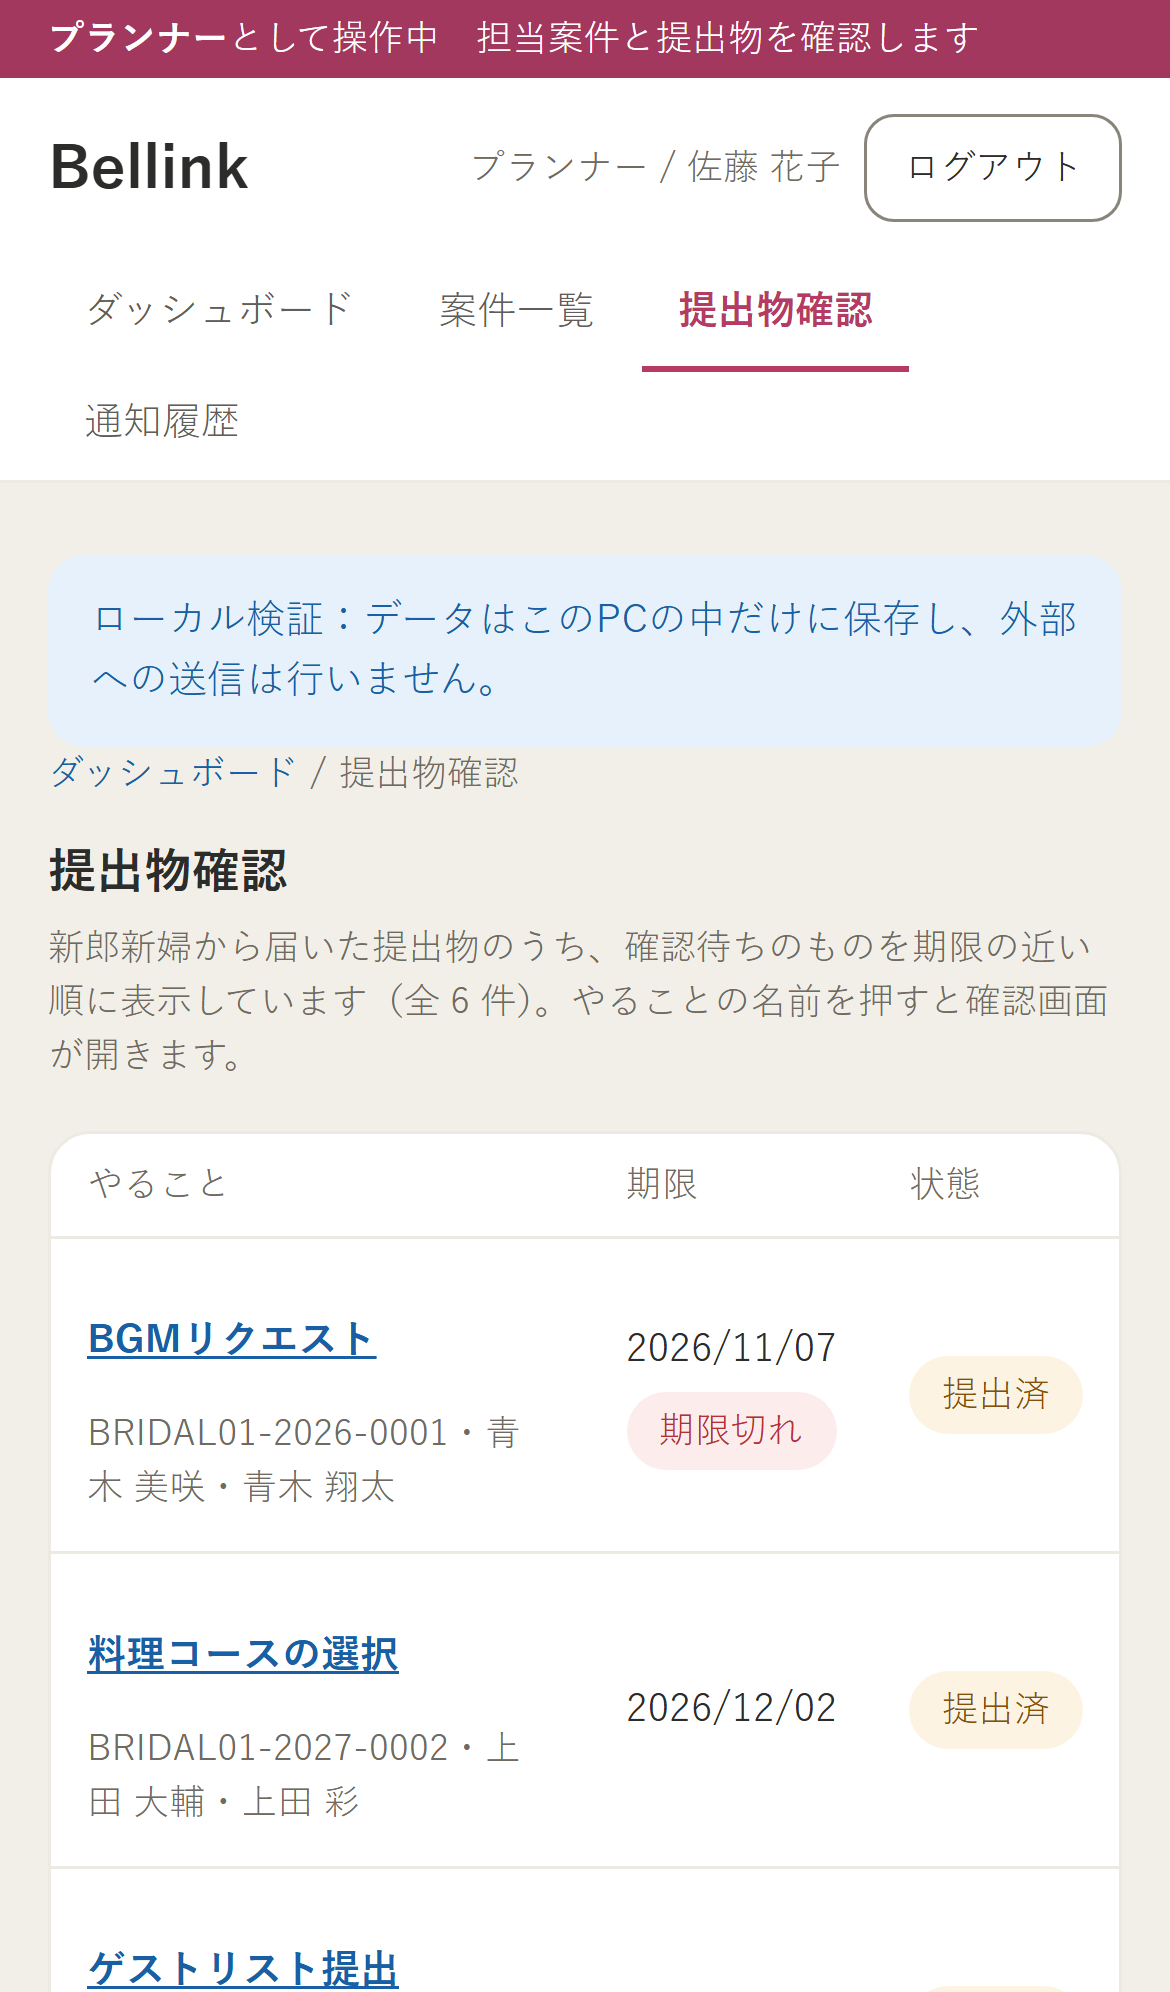 プランナーとして操作中　担当案件と提出物を確認します
Bellink
プランナー / 佐藤 花子
ログアウト
ダッシュボード
案件一覧
提出物確認
通知履歴
ローカル検証：データはこのPCの中だけに保存し、外部
への送信は行いません。
ダッシュボード / 提出物確認
提出物確認
新郎新婦から届いた提出物のうち、確認待ちのものを期限の近い
順に表示しています（全 6 件）。やることの名前を押すと確認画面
が開きます。
やること
期限
状態
BGMリクエスト
BRIDAL01-2026-0001・青
木 美咲・青木 翔太
2026/11/07
期限切れ
提出済
料理コースの選択
BRIDAL01-2027-0002・上
田 大輔・上田 彩
2026/12/02
提出済
ゲストリスト提出